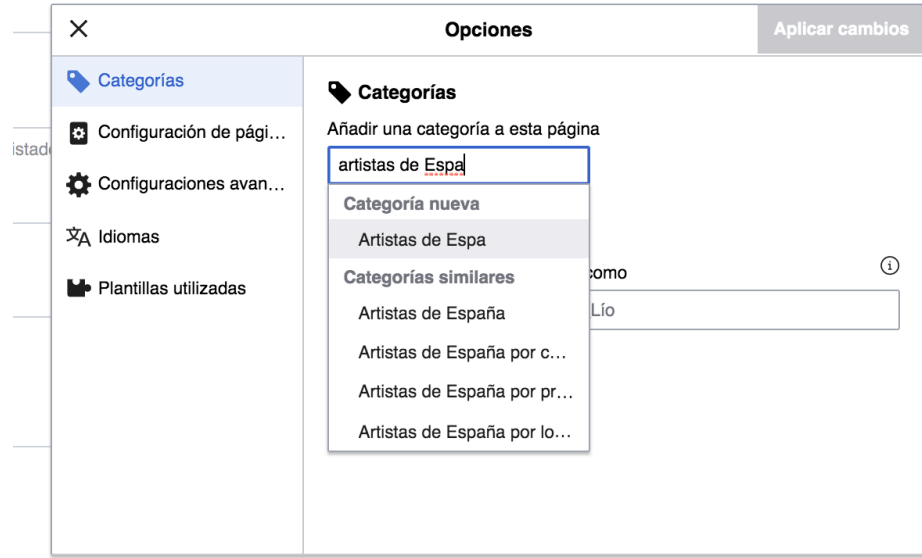 Opciones
Aplicar cambios
Categorías
Configuración de pági...
Configuraciones avan...
Idiomas
Plantillas utilizadas
Categorías
Añadir una categoría a esta página
artistas de Espa
Categoría nueva
Artistas de Espa
Categorías similares
Artistas de España
Artistas de España por c...
Artistas de España por pr...
Artistas de España por lo...
como
Lío